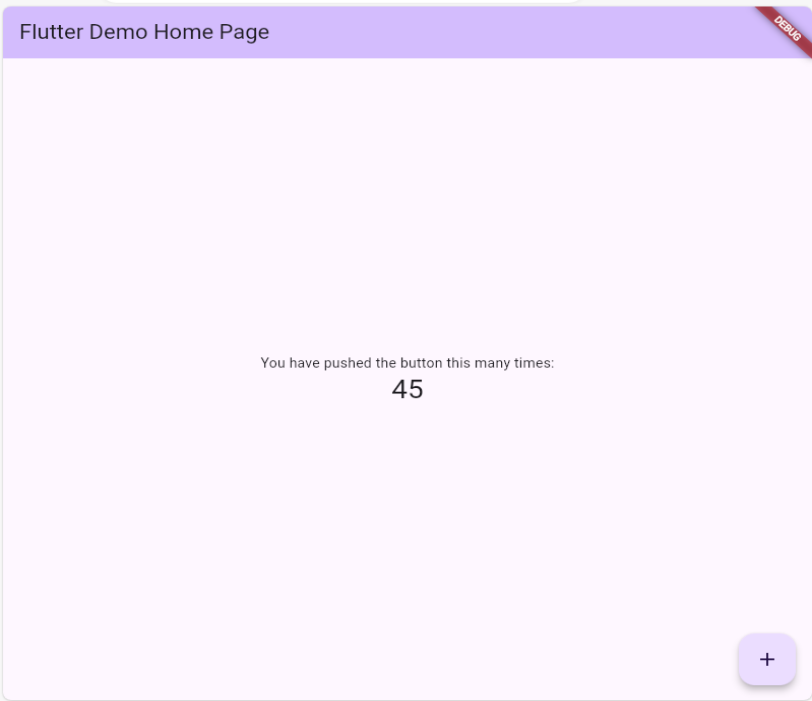 Flutter Demo Home Page
DEBUG
You have pushed the button this many times:
45
+